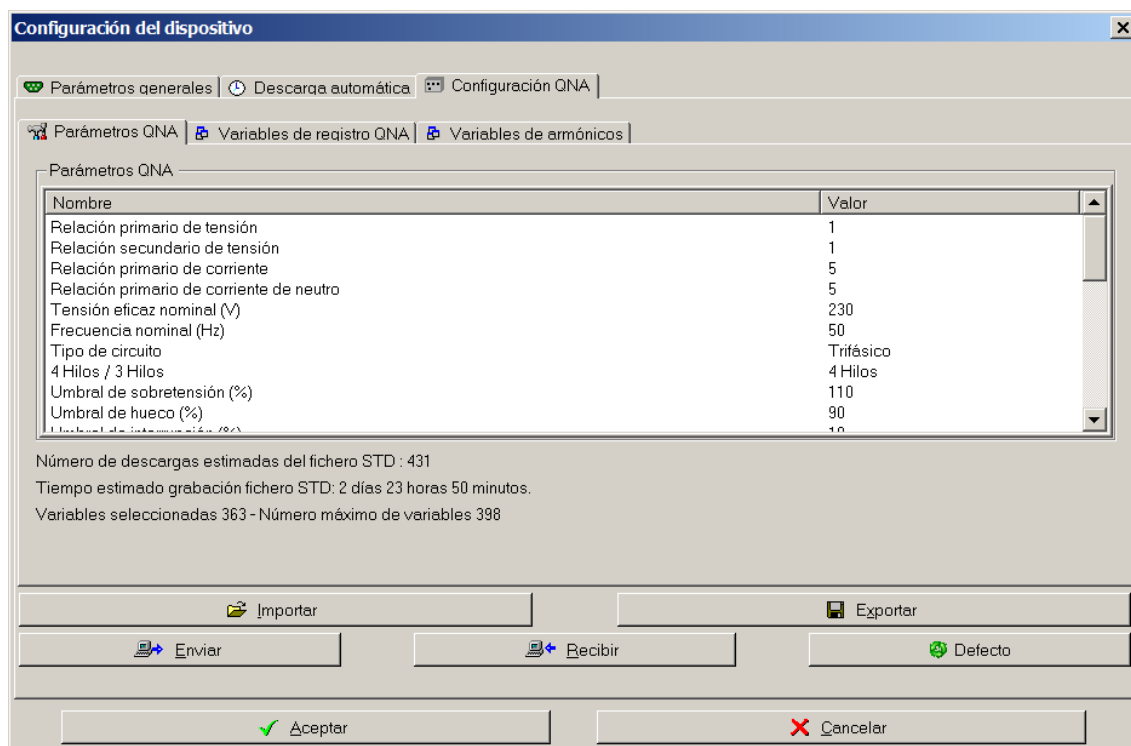 Configuración del dispositivo
Parámetros generales Descarga automática Configuración QNA
Parámetros QNA Variables de registro QNA Variables de armónicos
Parámetros QNA
Nombre Valor
Relación primario de tensión 1
Relación secundario de tensión 1
Relación primario de corriente 5
Relación primario de corriente de neutro 5
Tensión eficaz nominal (V) 230
Frecuencia nominal (Hz) 50
Tipo de circuito Trifásico
4 Hilos / 3 Hilos 4 Hilos
Umbral de sobretensión (%) 110
Umbral de hueco (%) 90
Umbral de interrupción (%) 10
Número de descargas estimadas del fichero STD : 431
Tiempo estimado grabación fichero STD: 2 días 23 horas 50 minutos.
Variables seleccionadas 363 - Número máximo de variables 398
Importar Exportar
Enviar Recibir Defecto
Aceptar Cancelar